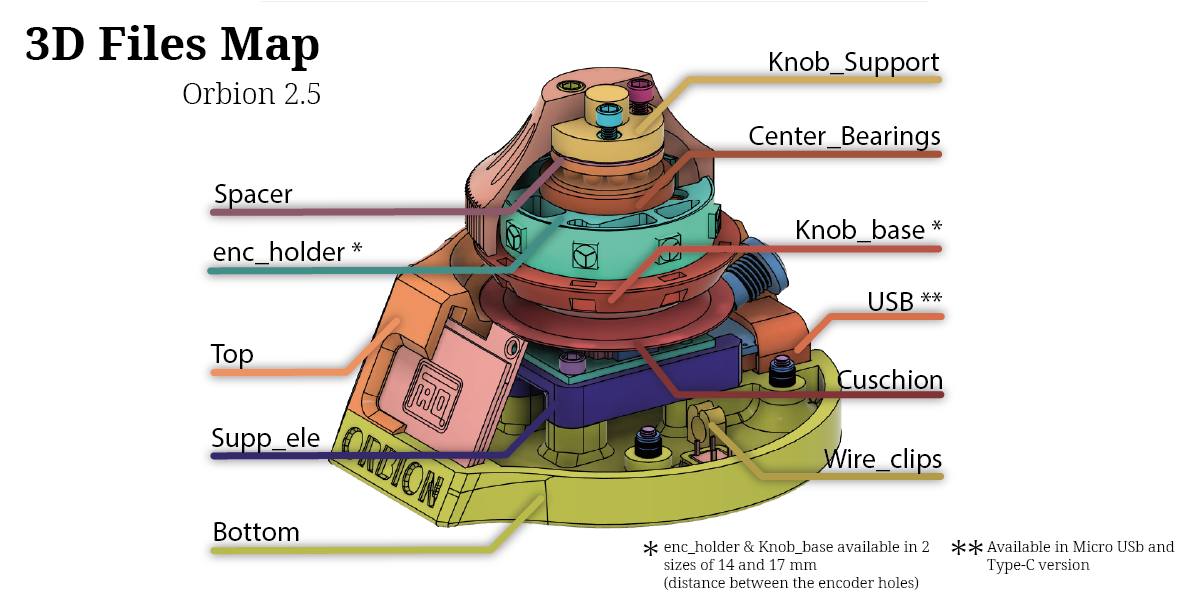 3D Files Map
Orbion 2.5
Knob_Support
Center_Bearings
Spacer
Knob_base *
enc_holder *
USB **
Top
Cuschion
Supp_ele
Wire_clips
ORBION
Bottom
* enc_holder & Knob_base available in 2
sizes of 14 and 17 mm
(distance between the encoder holes)
** Available in Micro USb and
Type-C version